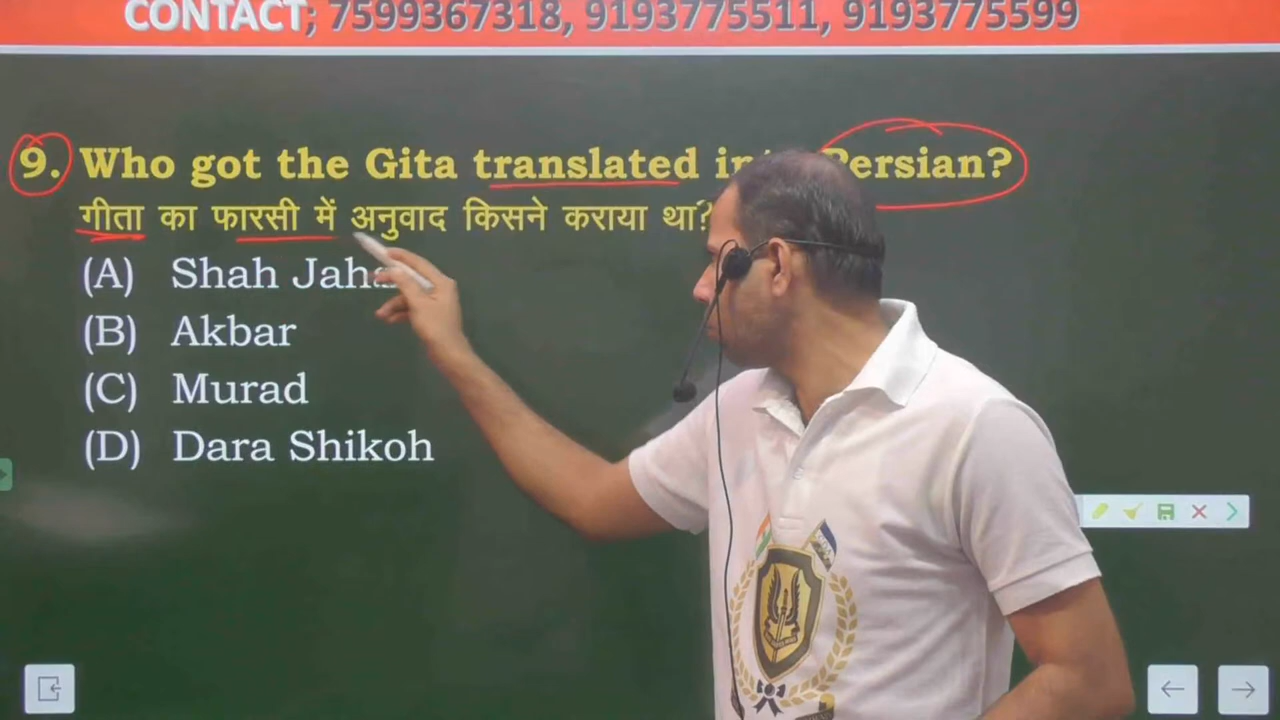 CONTACT; 7599367318, 9193775511, 9193775599
9. Who got the Gita translated into Persian?
गीता का फारसी में अनुवाद किसने कराया था?
(A) Shah Jaha
(B) Akbar
(C) Murad
(D) Dara Shikoh